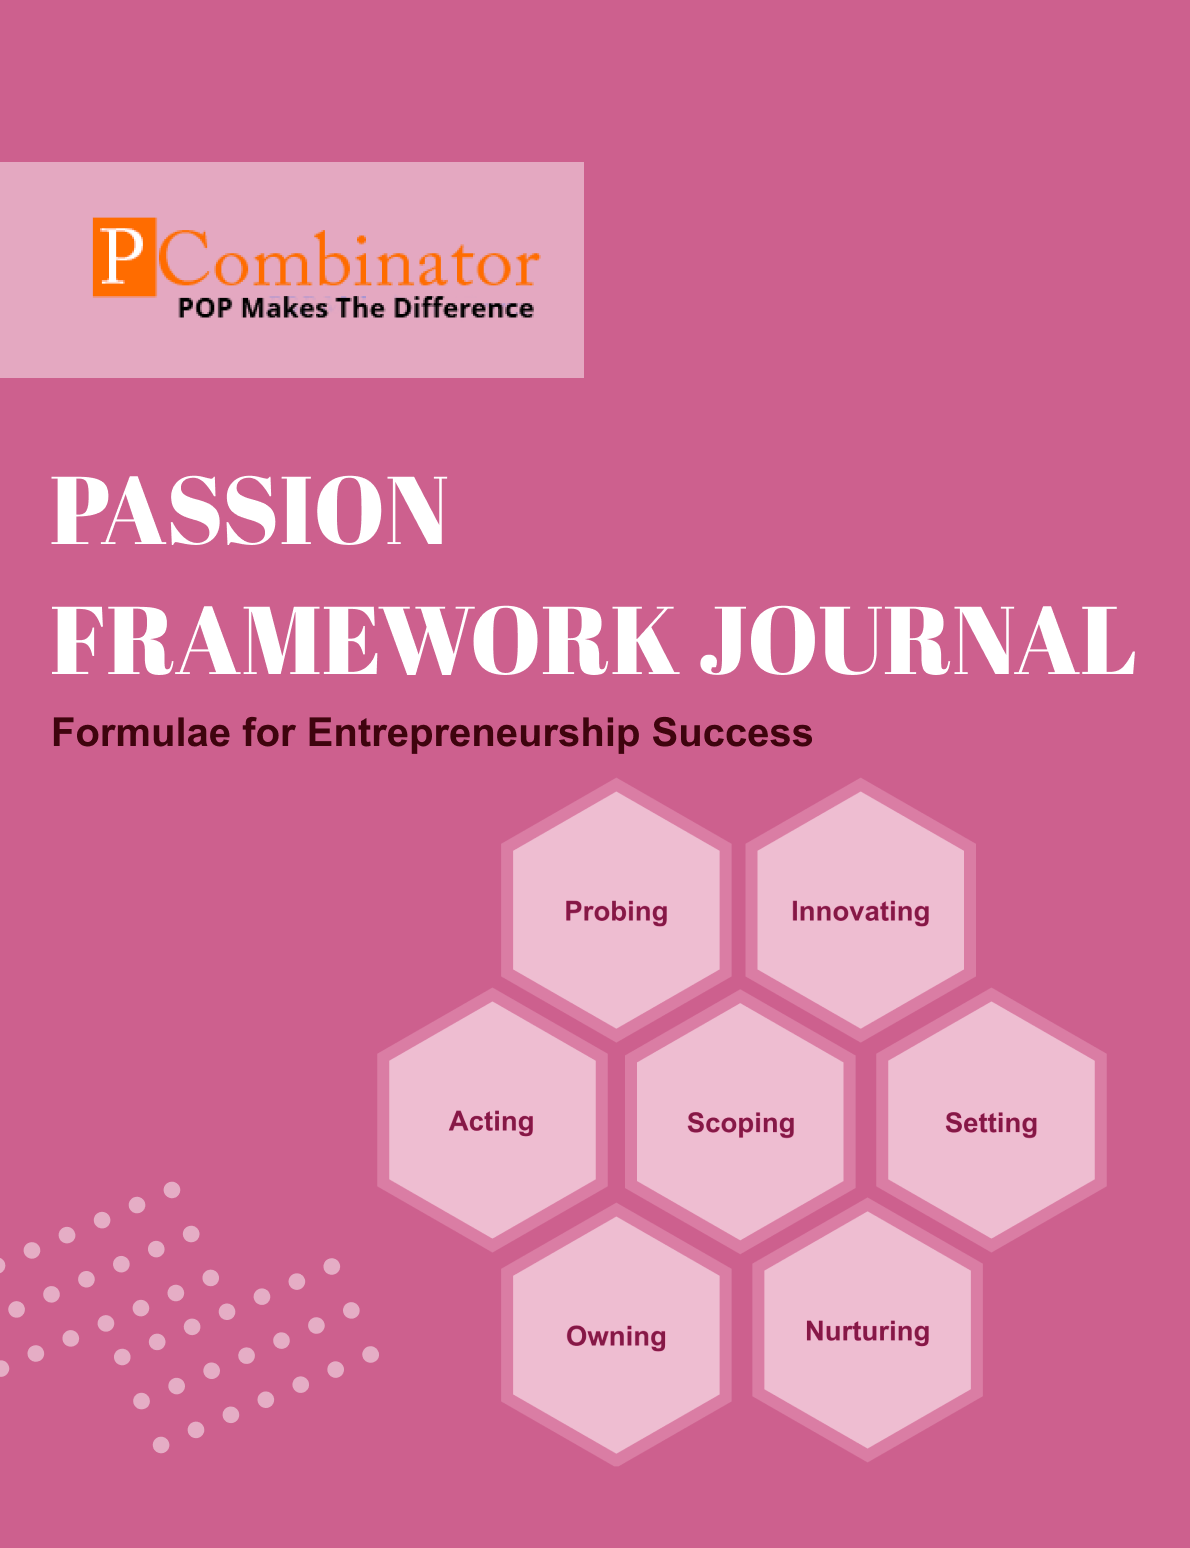 PCombinator
POP Makes The Difference
PASSION
FRAMEWORK JOURNAL
Formulae for Entrepreneurship Success
Probing
Innovating
Acting
Scoping
Setting
Owning
Nurturing